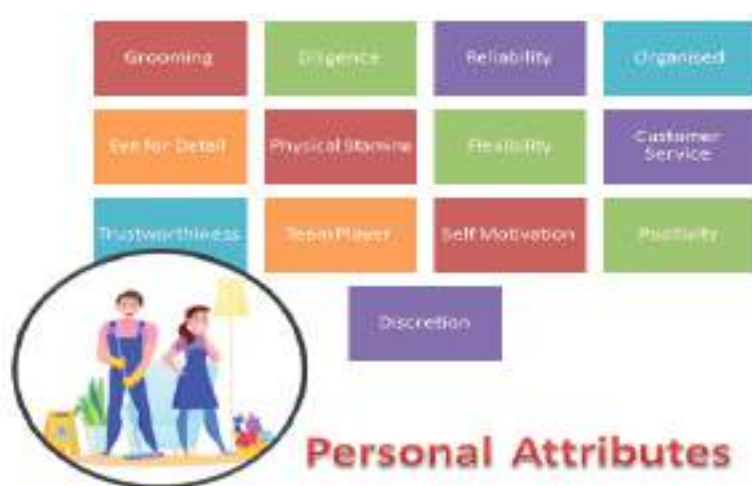 Grooming
Diligence
Reliability
Organised
Eye for Detail
Physical Stamina
Flexibility
Customer
Service
Trustworthiness
Team Player
Self Motivation
Positivity
Discretion
Personal Attributes